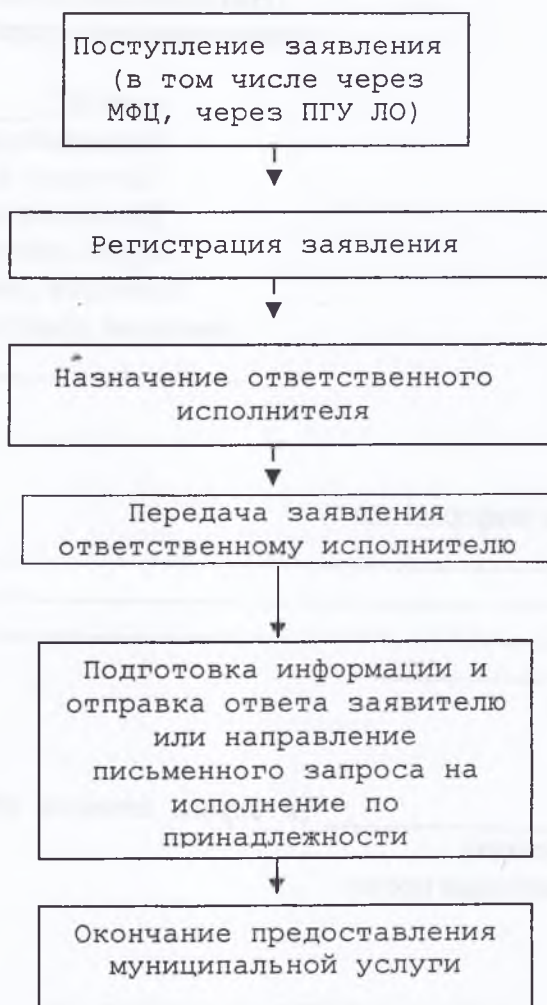 Поступление заявления
(в том числе через
МФЦ, через ПГУ ЛО)
Регистрация заявления
Назначение ответственного
исполнителя
Передача заявления
ответственному исполнителю
Подготовка информации и
отправка ответа заявителю
или направление
письменного запроса на
исполнение по
принадлежности
Окончание предоставления
муниципальной услуги